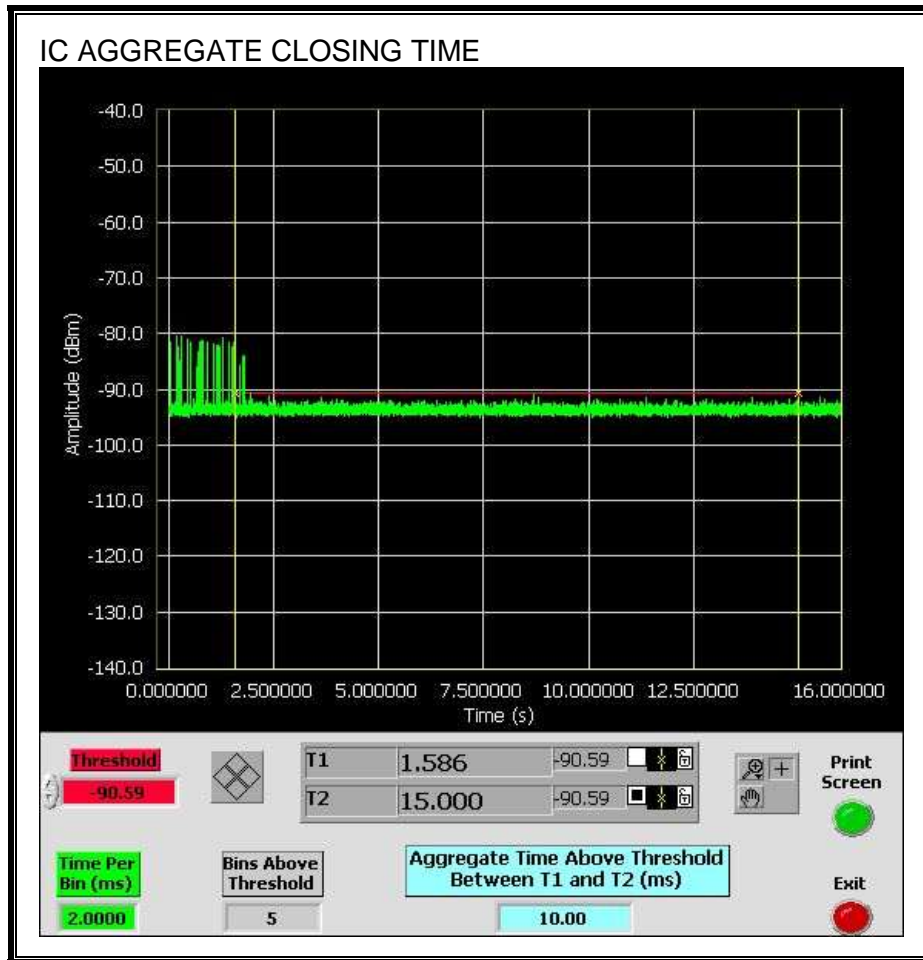 IC AGGREGATE CLOSING TIME
-40.0
-50.0
-60.0
-70.0
-80.0
-90.0
-100.0
-110.0
-120.0
-130.0
-140.0
Amplitude (dBm)
0.000000 2.500000 5.000000 7.500000 10.000000 12.500000 16.000000
Time (s)
Threshold
-90.59
T1 1.586 -90.59
T2 15.000 -90.59
Print
Screen
Time Per
Bin (ms)
2.0000
Bins Above
Threshold
5
Aggregate Time Above Threshold
Between T1 and T2 (ms)
10.00
Exit